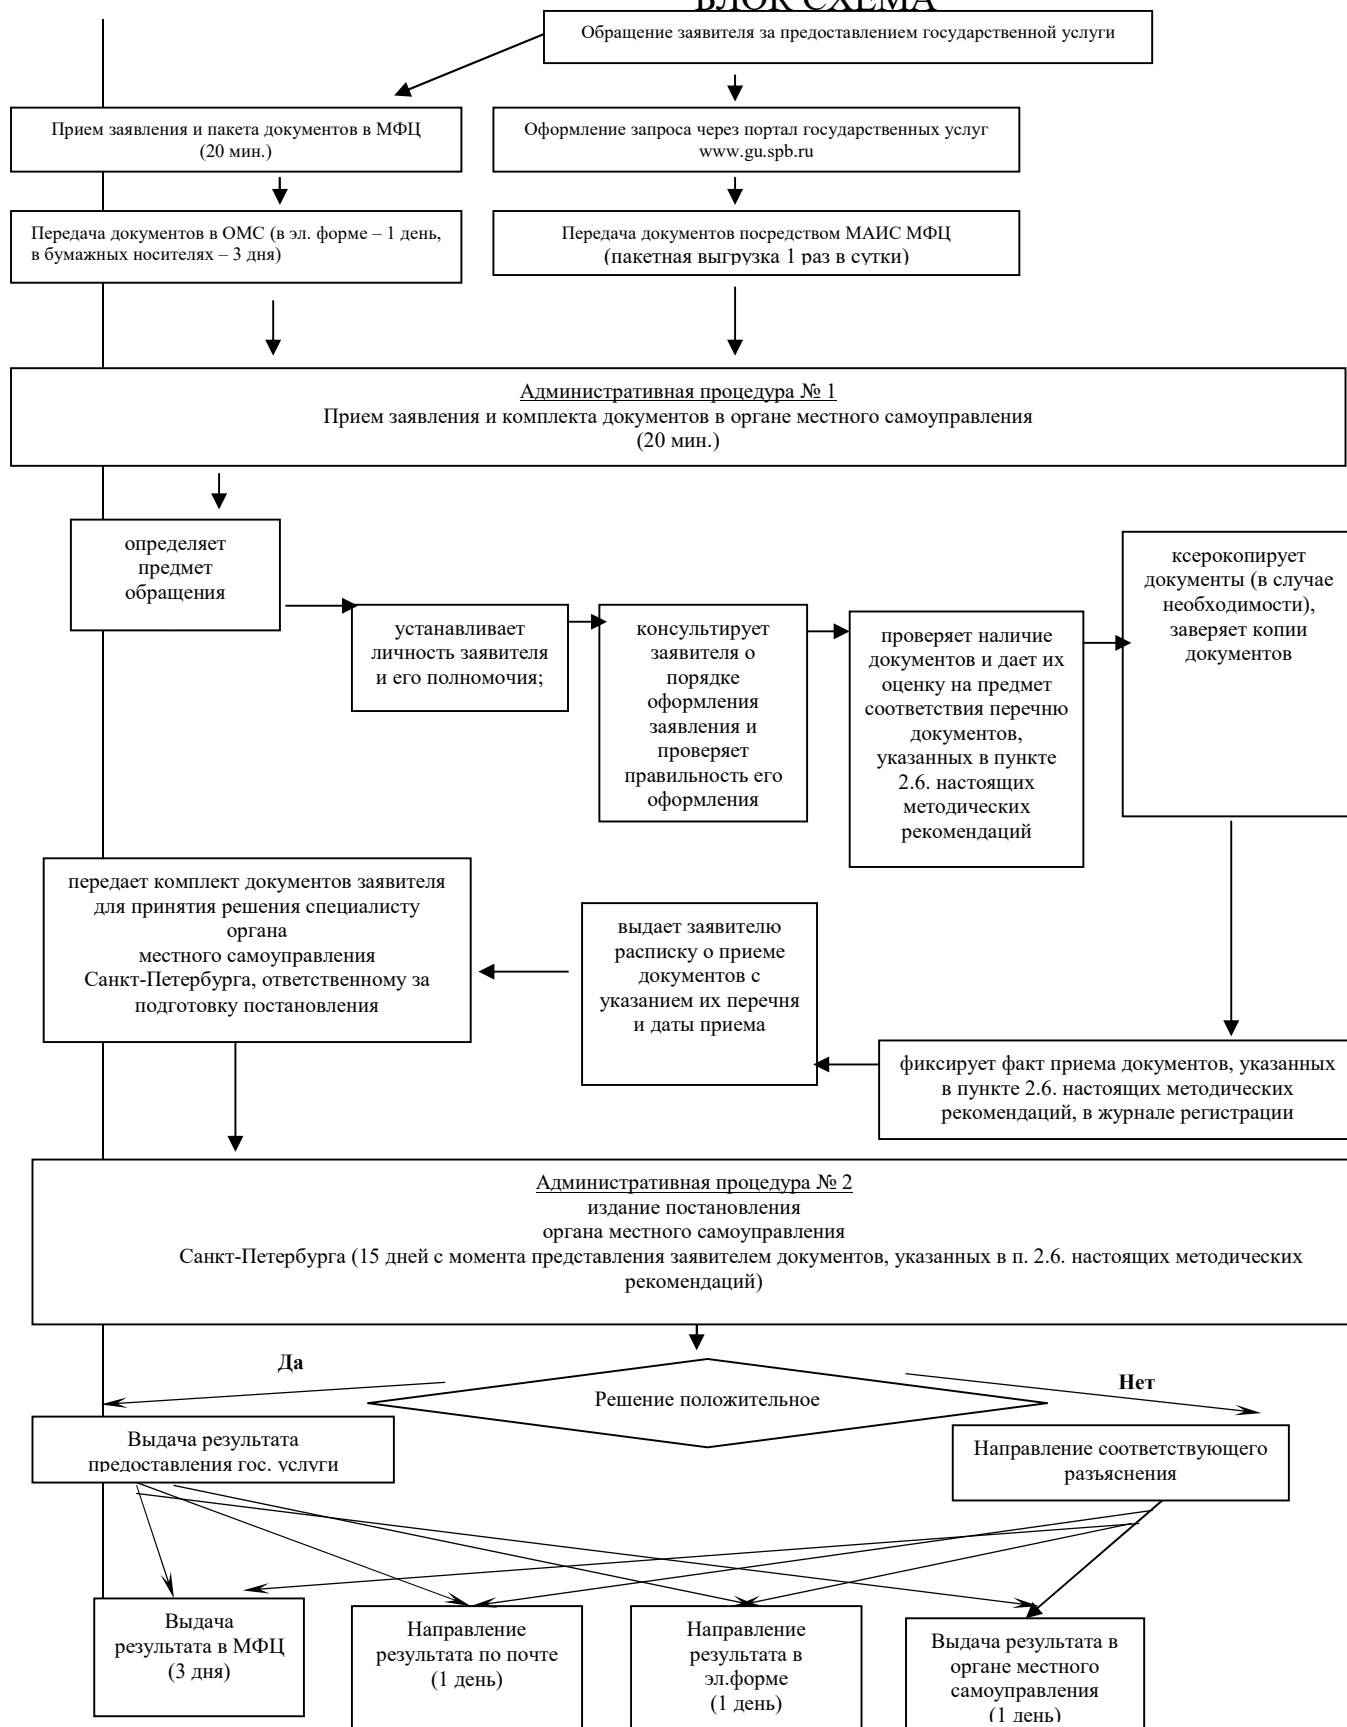 БЛОК СХЕМА
Обращение заявителя за предоставлением государственной услуги
Прием заявления и пакета документов в МФЦ
(20 мин.)
Оформление запроса через портал государственных услуг
www.gu.spb.ru
Передача документов в ОМС (в эл. форме – 1 день,
в бумажных носителях – 3 дня)
Передача документов посредством МАИС МФЦ
(пакетная выгрузка 1 раз в сутки)
Административная процедура № 1
Прием заявления и комплекта документов в органе местного самоуправления
(20 мин.)
определяет
предмет
обращения
устанавливает
личность заявителя
и его полномочия;
консультирует
заявителя о
порядке
оформления
заявления и
проверяет
правильность его
оформления
проверяет наличие
документов и дает их
оценку на предмет
соответствия перечню
документов,
указанных в пункте
2.6. настоящих
методических
рекомендаций
ксерокопирует
документы (в случае
необходимости),
заверяет копии
документов
передает комплект документов заявителя
для принятия решения специалисту
органа
местного самоуправления
Санкт-Петербурга, ответственному за
подготовку постановления
выдает заявителю
расписку о приеме
документов с
указанием их перечня
и даты приема
фиксирует факт приема документов, указанных
в пункте 2.6. настоящих методических
рекомендаций, в журнале регистрации
Административная процедура № 2
издание постановления
органа местного самоуправления
Санкт-Петербурга (15 дней с момента представления заявителем документов, указанных в п. 2.6. настоящих методических
рекомендаций)
Да
Решение положительное
Нет
Выдача результата
предоставления гос. услуги
Направление соответствующего
разъяснения
Выдача
результата в МФЦ
(3 дня)
Направление
результата по почте
(1 день)
Направление
результата в
эл.форме
(1 день)
Выдача результата в
органе местного
самоуправления
(1 день)